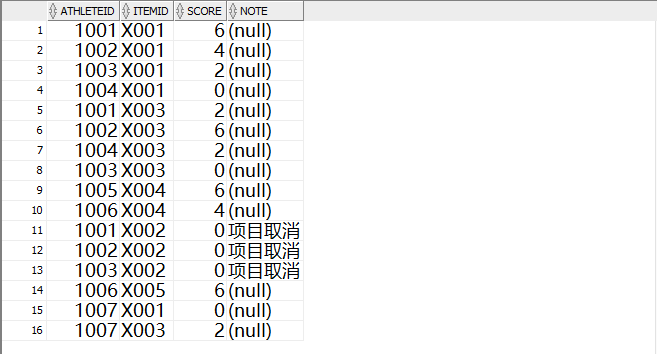 ATHLETEID ITEMID SCORE NOTE
1 1001 X001 6 (null)
2 1002 X001 4 (null)
3 1003 X001 2 (null)
4 1004 X001 0 (null)
5 1001 X003 2 (null)
6 1002 X003 6 (null)
7 1004 X003 2 (null)
8 1003 X003 0 (null)
9 1005 X004 6 (null)
10 1006 X004 4 (null)
11 1001 X002 0 项目取消
12 1002 X002 0 项目取消
13 1003 X002 0 项目取消
14 1006 X005 6 (null)
15 1007 X001 0 (null)
16 1007 X003 2 (null)